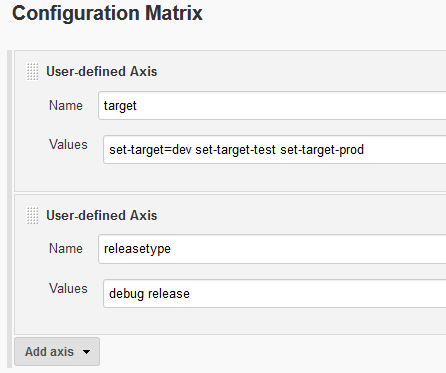 Configuration Matrix
User-defined Axis
Name target
Values set-target=dev set-target-test set-target-prod
User-defined Axis
Name releasetype
Values debug release
Add axis